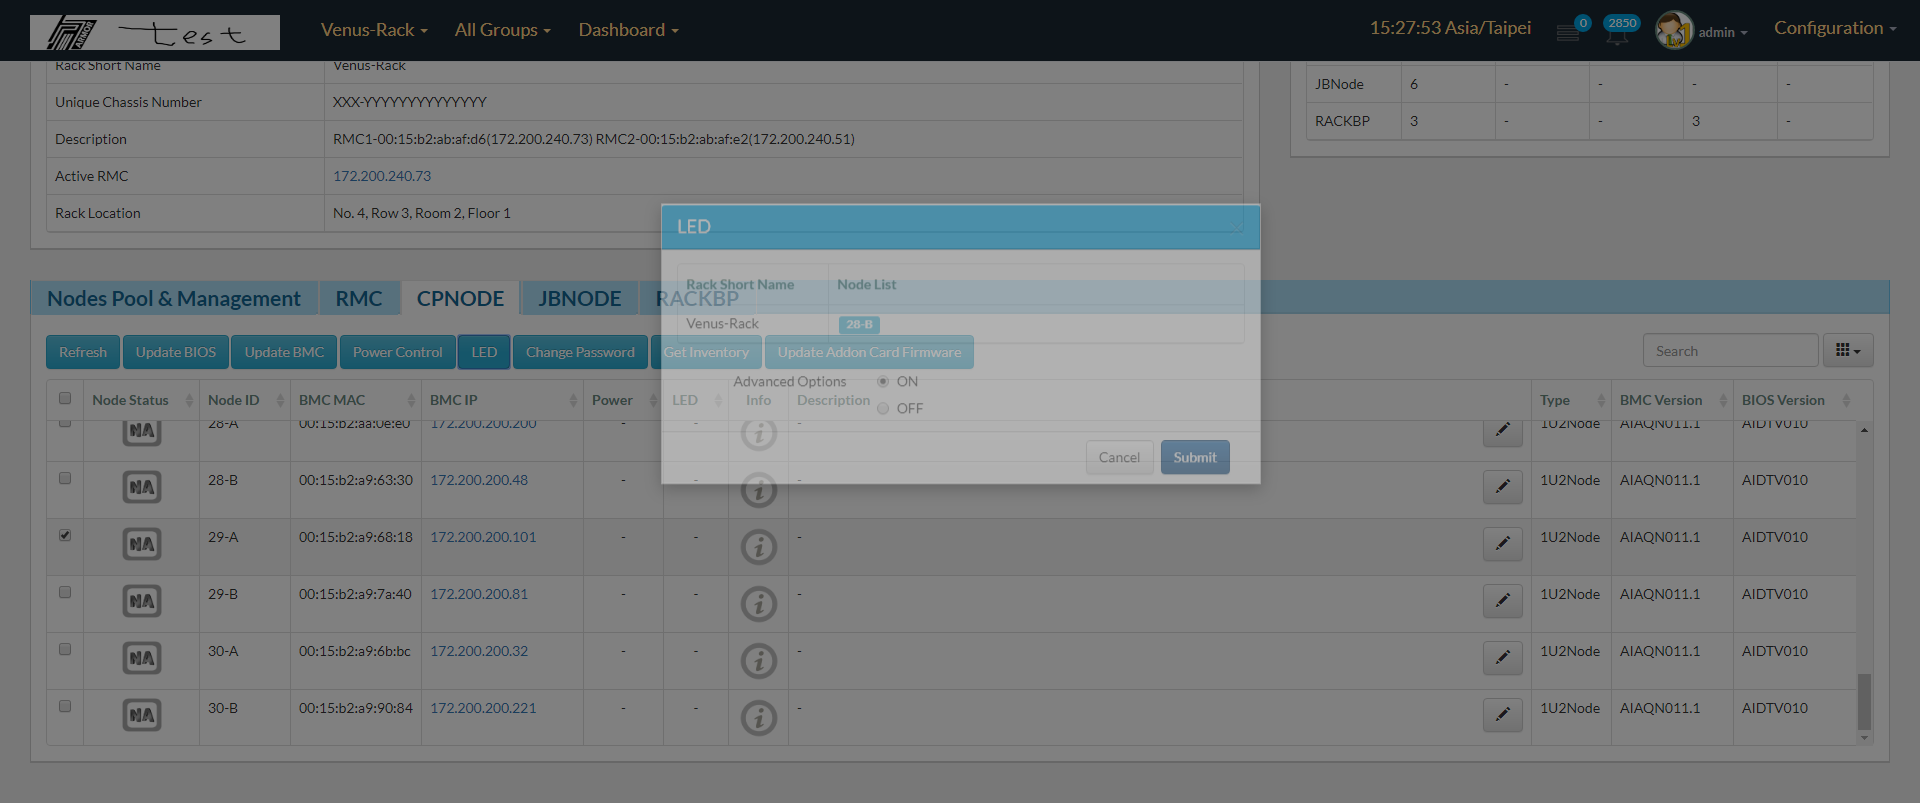 ARMOR test Venus-Rack All Groups Dashboard 15:27:53 Asia/Taipei 0 2850 admin Configuration
Rack Short Name Venus-Rack
Unique Chassis Number XXX-YYYYYYYYYYYYYY
Description RMC1-00:15:b2:ab:af:d6(172.200.240.73) RMC2-00:15:b2:ab:af:e2(172.200.240.51)
Active RMC 172.200.240.73
Rack Location No. 4, Row 3, Room 2, Floor 1
JBNode 6 - - - -
RACKBP 3 - - 3 -
LED
Rack Short Name Node List
Venus-Rack 28-B
Advanced Options ON
OFF
Cancel Submit
Nodes Pool & Management RMC CPNODE JBNODE RACKBP
Refresh Update BIOS Update BMC Power Control LED Change Password Get Inventory Update Addon Card Firmware Search
Node Status Node ID BMC MAC BMC IP Power LED Info Description Type BMC Version BIOS Version
NA 28-A 00:15:b2:aa:0e:e0 172.200.200.200 - - i - 1U2Node AIAQN011.1 AIDTV010
NA 28-B 00:15:b2:a9:63:30 172.200.200.48 - - i - 1U2Node AIAQN011.1 AIDTV010
NA 29-A 00:15:b2:a9:68:18 172.200.200.101 - - i - 1U2Node AIAQN011.1 AIDTV010
NA 29-B 00:15:b2:a9:7a:40 172.200.200.81 - - i - 1U2Node AIAQN011.1 AIDTV010
NA 30-A 00:15:b2:a9:6b:bc 172.200.200.32 - - i - 1U2Node AIAQN011.1 AIDTV010
NA 30-B 00:15:b2:a9:90:84 172.200.200.221 - - i - 1U2Node AIAQN011.1 AIDTV010